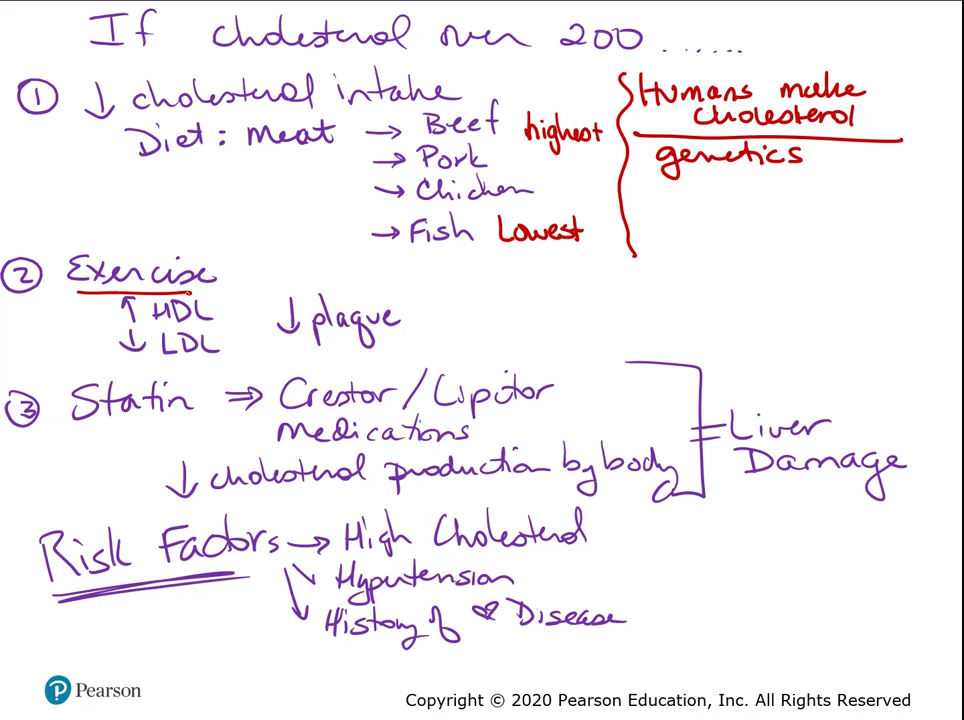 If cholesterol over 200 ......
① ↓ cholesterol intake
Diet: Meat → Beef highest
→ Pork
→ Chicken
→ Fish Lowest
Humans make
cholesterol
genetics
② Exercise
↑ HDL
↓ LDL
↓ plaque
③ Statin ⇒ Crestor / Lipitor
Medications
↓ cholesterol production by body
Liver
Damage
Risk Factors → High Cholesterol
Hypertension
History of ♥ Disease
Pearson
Copyright © 2020 Pearson Education, Inc. All Rights Reserved